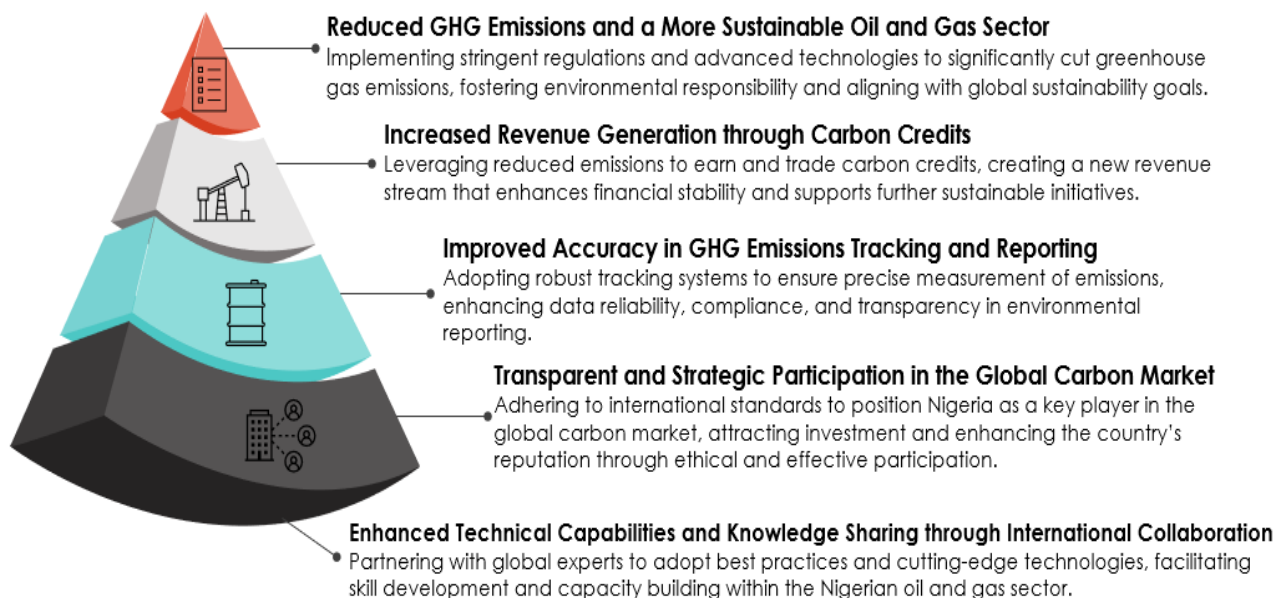 Reduced GHG Emissions and a More Sustainable Oil and Gas Sector
Implementing stringent regulations and advanced technologies to significantly cut greenhouse
gas emissions, fostering environmental responsibility and aligning with global sustainability goals.
Increased Revenue Generation through Carbon Credits
Leveraging reduced emissions to earn and trade carbon credits, creating a new revenue
stream that enhances financial stability and supports further sustainable initiatives.
Improved Accuracy in GHG Emissions Tracking and Reporting
Adopting robust tracking systems to ensure precise measurement of emissions,
enhancing data reliability, compliance, and transparency in environmental
reporting.
Transparent and Strategic Participation in the Global Carbon Market
Adhering to international standards to position Nigeria as a key player in the
global carbon market, attracting investment and enhancing the country's
reputation through ethical and effective participation.
Enhanced Technical Capabilities and Knowledge Sharing through International Collaboration
Partnering with global experts to adopt best practices and cutting-edge technologies, facilitating
skill development and capacity building within the Nigerian oil and gas sector.